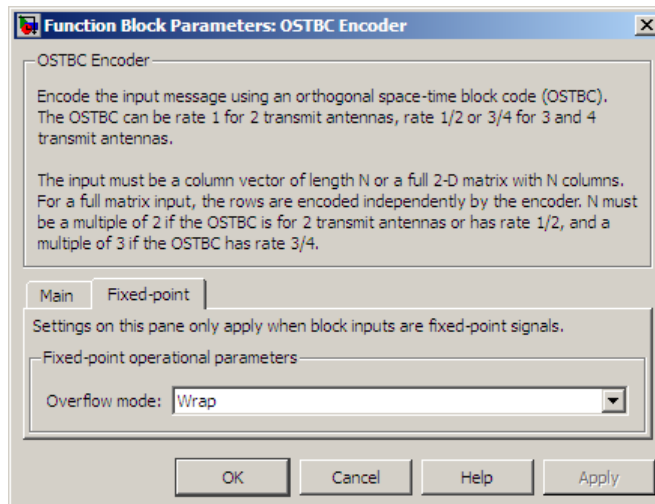 Function Block Parameters: OSTBC Encoder
OSTBC Encoder
Encode the input message using an orthogonal space-time block code (OSTBC).
The OSTBC can be rate 1 for 2 transmit antennas, rate 1/2 or 3/4 for 3 and 4
transmit antennas.
The input must be a column vector of length N or a full 2-D matrix with N columns.
For a full matrix input, the rows are encoded independently by the encoder. N must
be a multiple of 2 if the OSTBC is for 2 transmit antennas or has rate 1/2, and a
multiple of 3 if the OSTBC has rate 3/4.
Main Fixed-point
Settings on this pane only apply when block inputs are fixed-point signals.
Fixed-point operational parameters
Overflow mode: Wrap
OK Cancel Help Apply